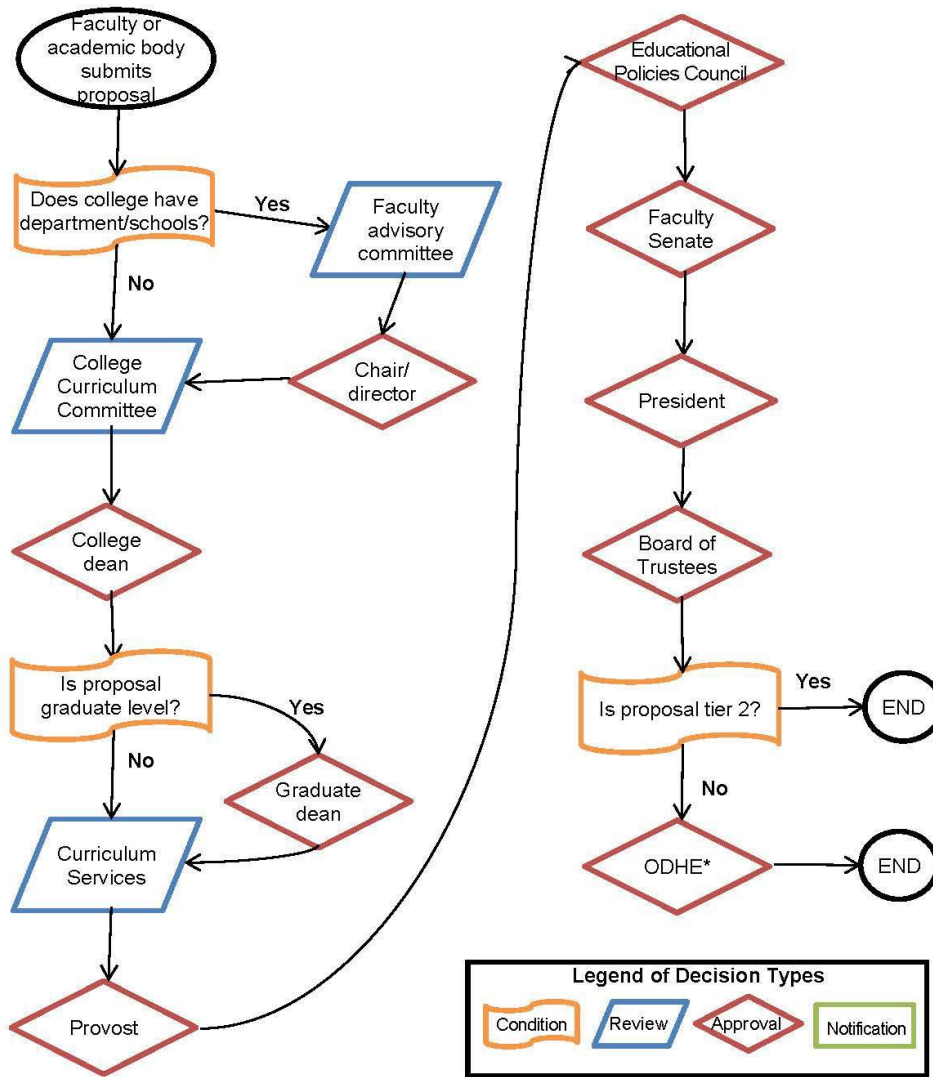 Faculty or
academic body
submits
proposal
Does college have
department/schools?
Yes
Faculty
advisory
committee
No
College
Curriculum
Committee
Chair/
director
College
dean
Is proposal
graduate level?
Yes
No
Graduate
dean
Curriculum
Services
Provost
Educational
Policies Council
Faculty
Senate
President
Board of
Trustees
Is proposal tier 2?
Yes
END
No
ODHE*
END
Legend of Decision Types
Condition
Review
Approval
Notification